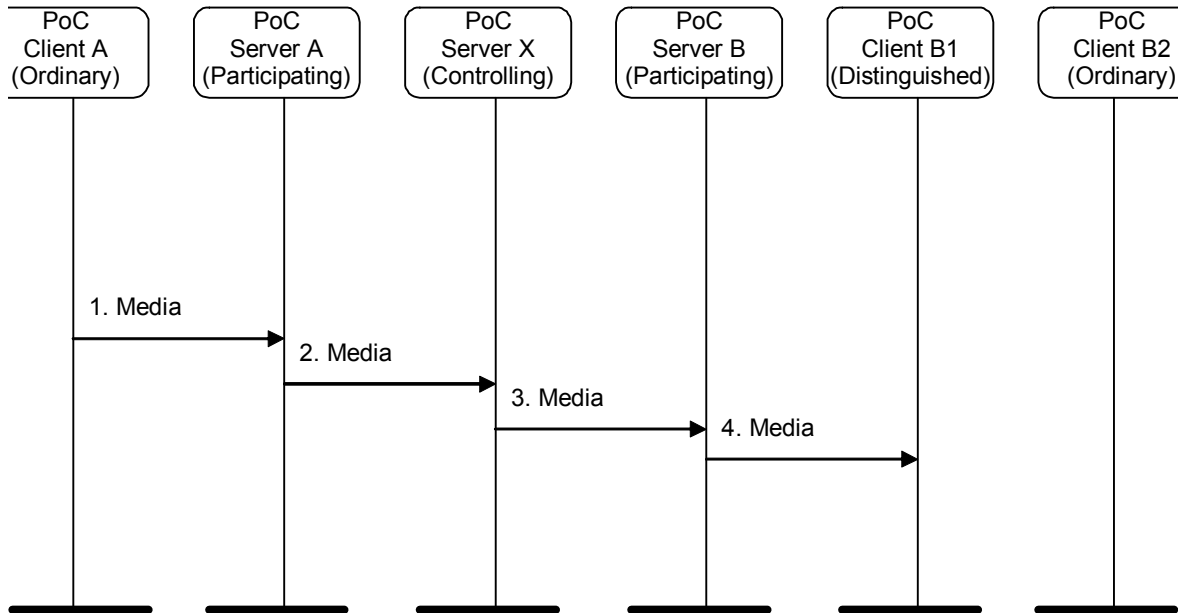 PoC
Client A
(Ordinary)
PoC
Server A
(Participating)
PoC
Server X
(Controlling)
PoC
Server B
(Participating)
PoC
Client B1
(Distinguished)
PoC
Client B2
(Ordinary)
1. Media
2. Media
3. Media
4. Media